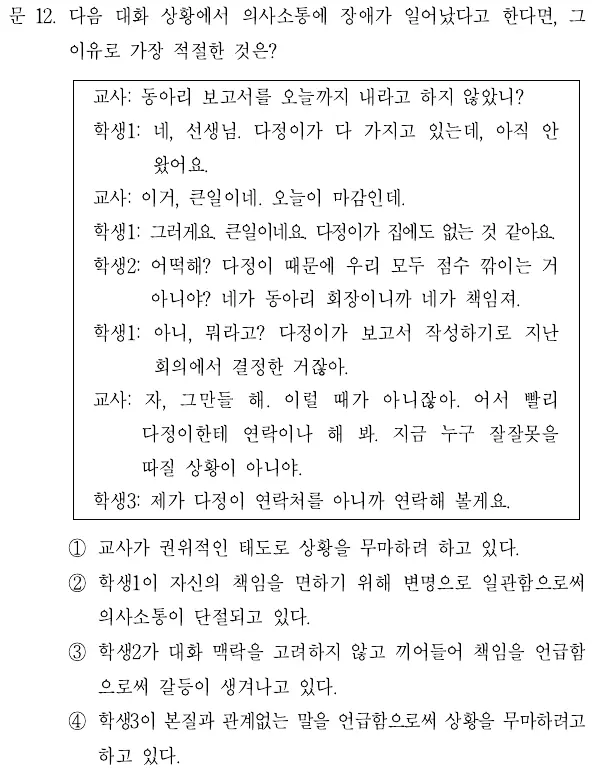 문 12. 다음 대화 상황에서 의사소통에 장애가 일어났다고 한다면, 그
이유로 가장 적절한 것은?
교사: 동아리 보고서를 오늘까지 내라고 하지 않았니?
학생1: 네, 선생님. 다정이가 다 가지고 있는데, 아직 안
왔어요.
교사: 이거, 큰일이네. 오늘이 마감인데.
학생1: 그러게요. 큰일이네요. 다정이가 집에도 없는 것 같아요.
학생2: 어떡해? 다정이 때문에 우리 모두 점수 깎이는 거
아니야? 네가 동아리 회장이니까 네가 책임져.
학생1: 아니, 뭐라고? 다정이가 보고서 작성하기로 지난
회의에서 결정한 거잖아.
교사: 자, 그만들 해. 이럴 때가 아니잖아. 어서 빨리
다정이한테 연락이나 해 봐. 지금 누구 잘잘못을
따질 상황이 아니야.
학생3: 제가 다정이 연락처를 아니까 연락해 볼게요.
① 교사가 권위적인 태도로 상황을 무마하려 하고 있다.
② 학생1이 자신의 책임을 면하기 위해 변명으로 일관함으로써
의사소통이 단절되고 있다.
③ 학생2가 대화 맥락을 고려하지 않고 끼어들어 책임을 언급함
으로써 갈등이 생겨나고 있다.
④ 학생3이 본질과 관계없는 말을 언급함으로써 상황을 무마하려고
하고 있다.